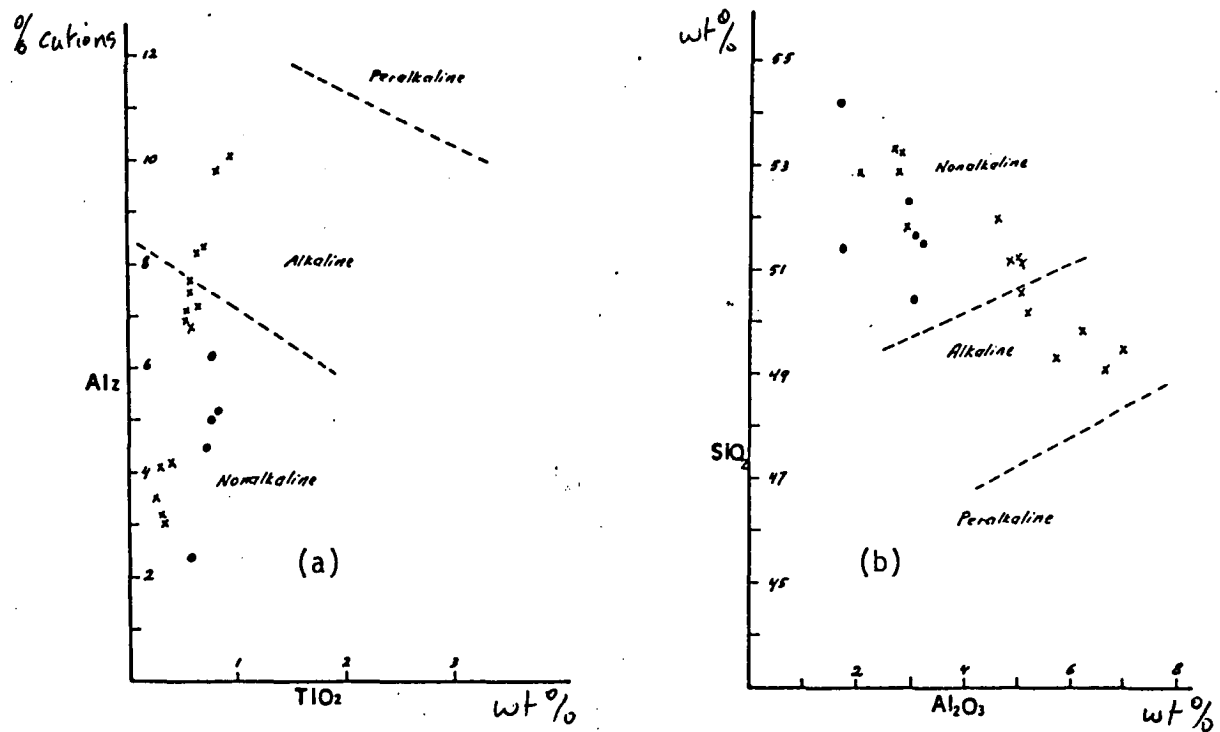 % cutions
12
10
8
6
4
2
Alz
Peralkaline
Alkaline
Nonalkaline
(a)
1 2 3
TIO₂ wt %
wt %
55
53
51
49
47
45
SIO₂
Nonalkaline
Alkaline
Peralkaline
(b)
2 4 6 8
Al₂O₃ wt %